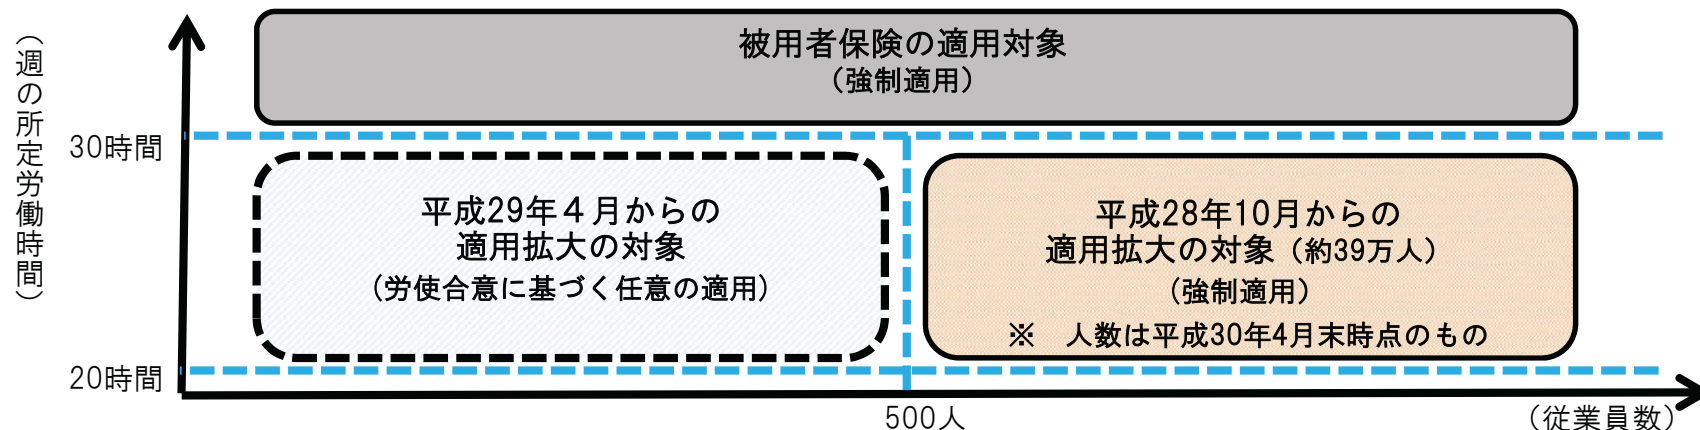 (週の所定労働時間)
被用者保険の適用対象
(強制適用)
30時間
平成29年4月からの
適用拡大の対象
(労使合意に基づく任意の適用)
平成28年10月からの
適用拡大の対象(約39万人)
(強制適用)
※ 人数は平成30年4月末時点のもの
20時間
500人
(従業員数)